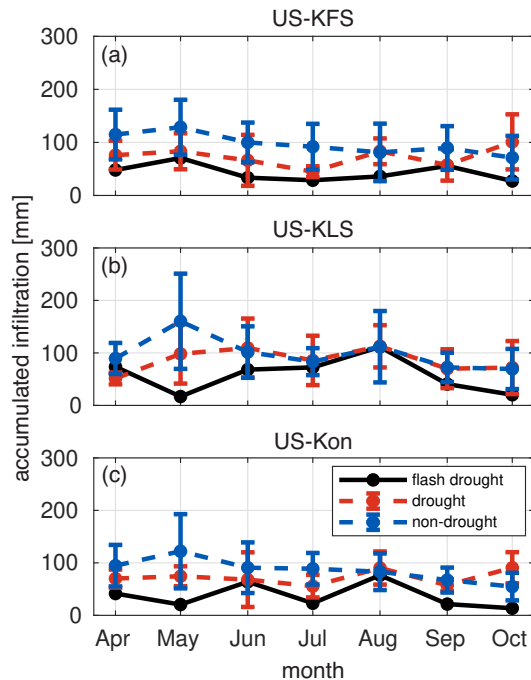 US-KFS
(a)
300
200
100
0
US-KLS
(b)
300
200
100
0
accumulated infiltration [mm]
US-Kon
(c)
300
200
100
0
flash drought
drought
non-drought
Apr May Jun Jul Aug Sep Oct
month